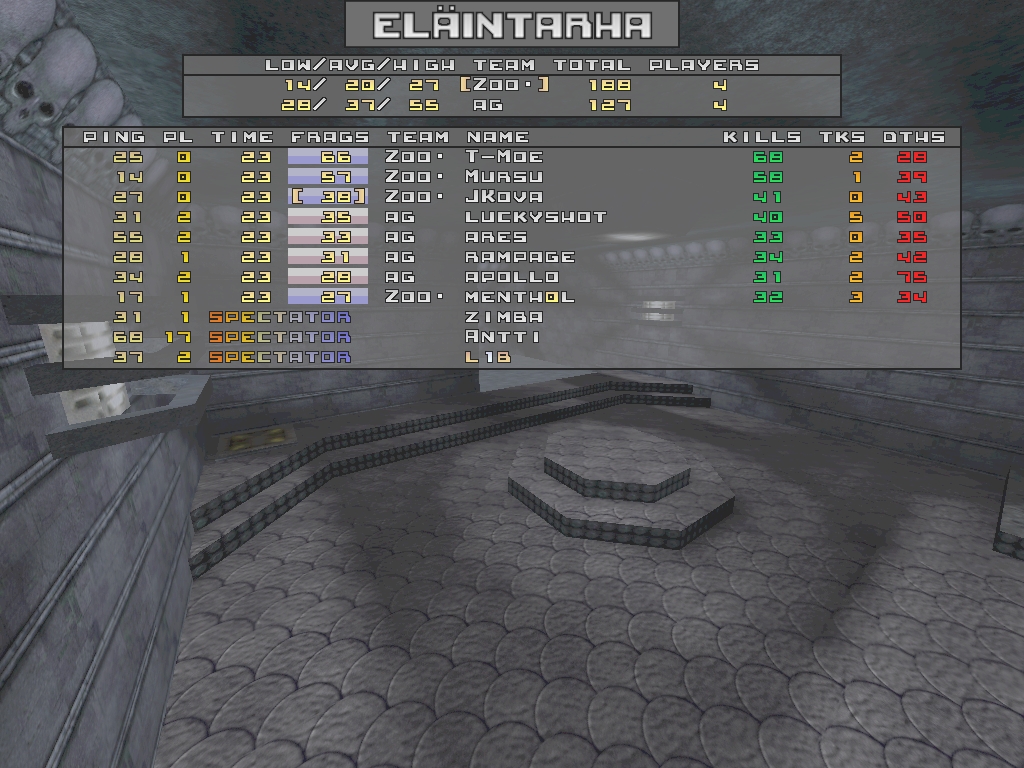 ELÄINTARHA
LOW/AVG/HIGH TEAM TOTAL PLAYERS
14/ 20/ 27 [ZOO·] 188 4
28/ 37/ 55 AG 127 4
PING PL TIME FRAGS TEAM NAME KILLS TKS DTHS
25 0 23 66 ZOO· T-MOE 68 2 28
14 0 23 57 ZOO· MURSU 58 1 39
27 0 23 [ 38] ZOO· JKOVA 41 0 43
31 2 23 35 AG LUCKYSHOT 40 5 50
55 2 23 33 AG ARES 33 0 35
28 1 23 31 AG RAMPAGE 34 2 42
34 2 23 28 AG APOLLO 31 2 75
17 1 23 27 ZOO· MENTHOL 32 3 34
31 1 SPECTATOR ZIMBA
68 17 SPECTATOR ANTTI
37 2 SPECTATOR L1B